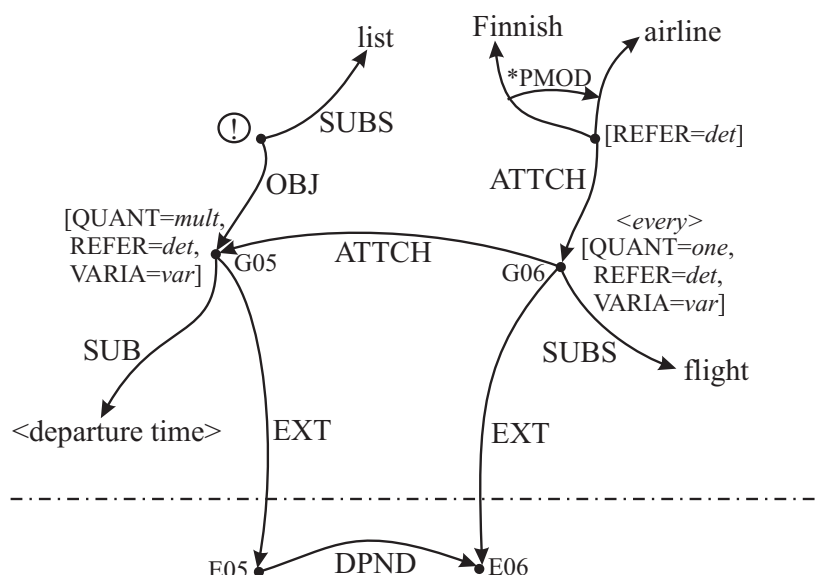 list
Finnish
airline
*PMOD
SUBS
!
[REFER=det]
OBJ
ATTCH
[QUANT=mult,
REFER=det,
VARIA=var]
G05
ATTCH
<every>
[QUANT=one,
REFER=det,
VARIA=var]
G06
SUB
SUBS
flight
<departure time>
EXT
EXT
E05
DPND
E06